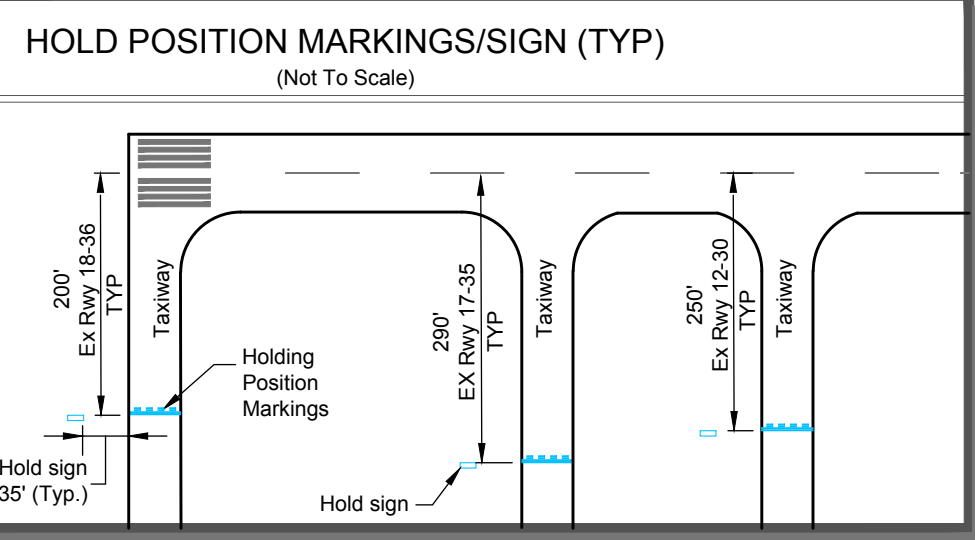 HOLD POSITION MARKINGS/SIGN (TYP)
(Not To Scale)
200'
Ex Rwy 18-36
TYP
Taxiway
290'
EX Rwy 17-35
TYP
Taxiway
250'
Ex Rwy 12-30
TYP
Taxiway
Holding
Position
Markings
Hold sign
35' (Typ.)
Hold sign